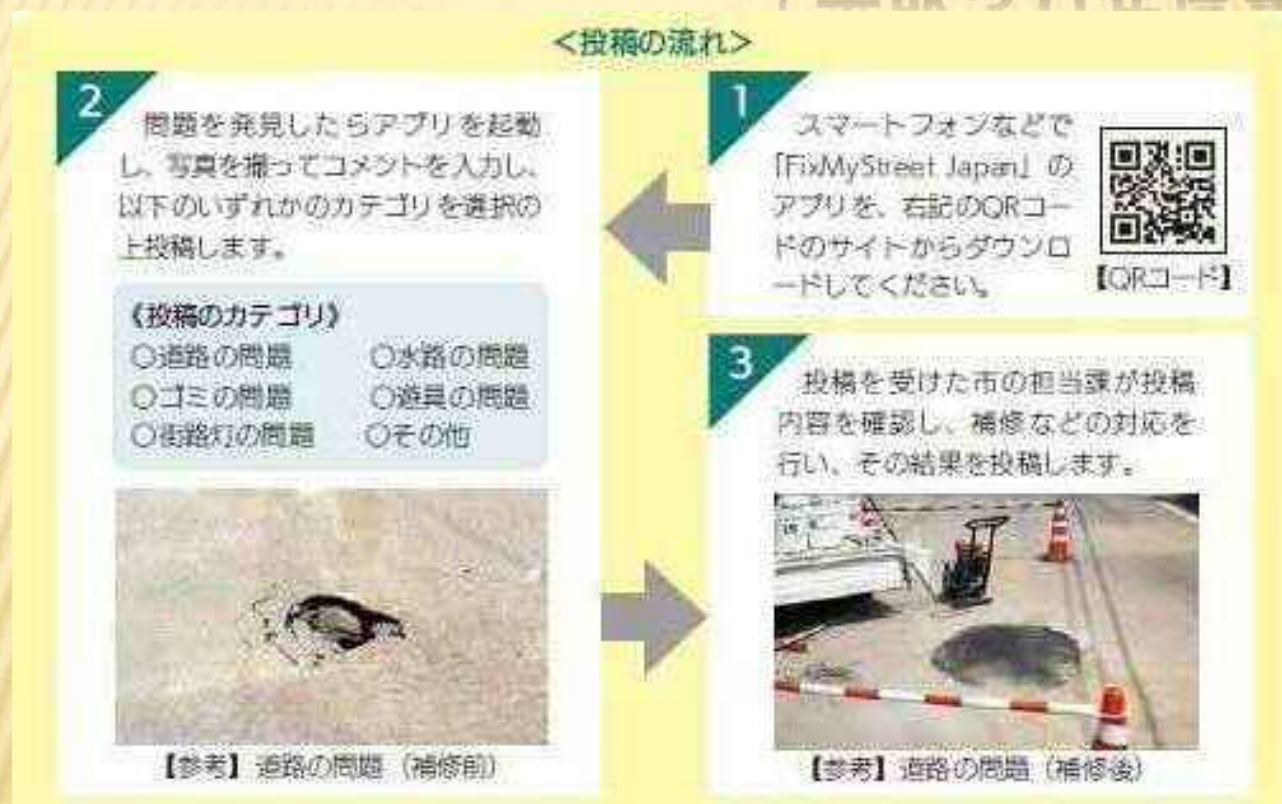 <投稿の流れ>
1
スマートフォンなどで
「FixMyStreet Japan」の
アプリを、右記のQRコー
ドのサイトからダウンロ
ードしてください。
【QRコード】
2
問題を発見したらアプリを起動
し、写真を撮ってコメントを入力し、
以下のいずれかのカテゴリを選択の
上投稿します。
《投稿のカテゴリ》
○道路の問題 ○水路の問題
○ゴミの問題 ○遊具の問題
○街路灯の問題 ○その他
【参考】道路の問題（補修前）
3
投稿を受けた市の担当課が投稿
内容を確認し、補修などの対応を
行い、その結果を投稿します。
【参考】道路の問題（補修後）